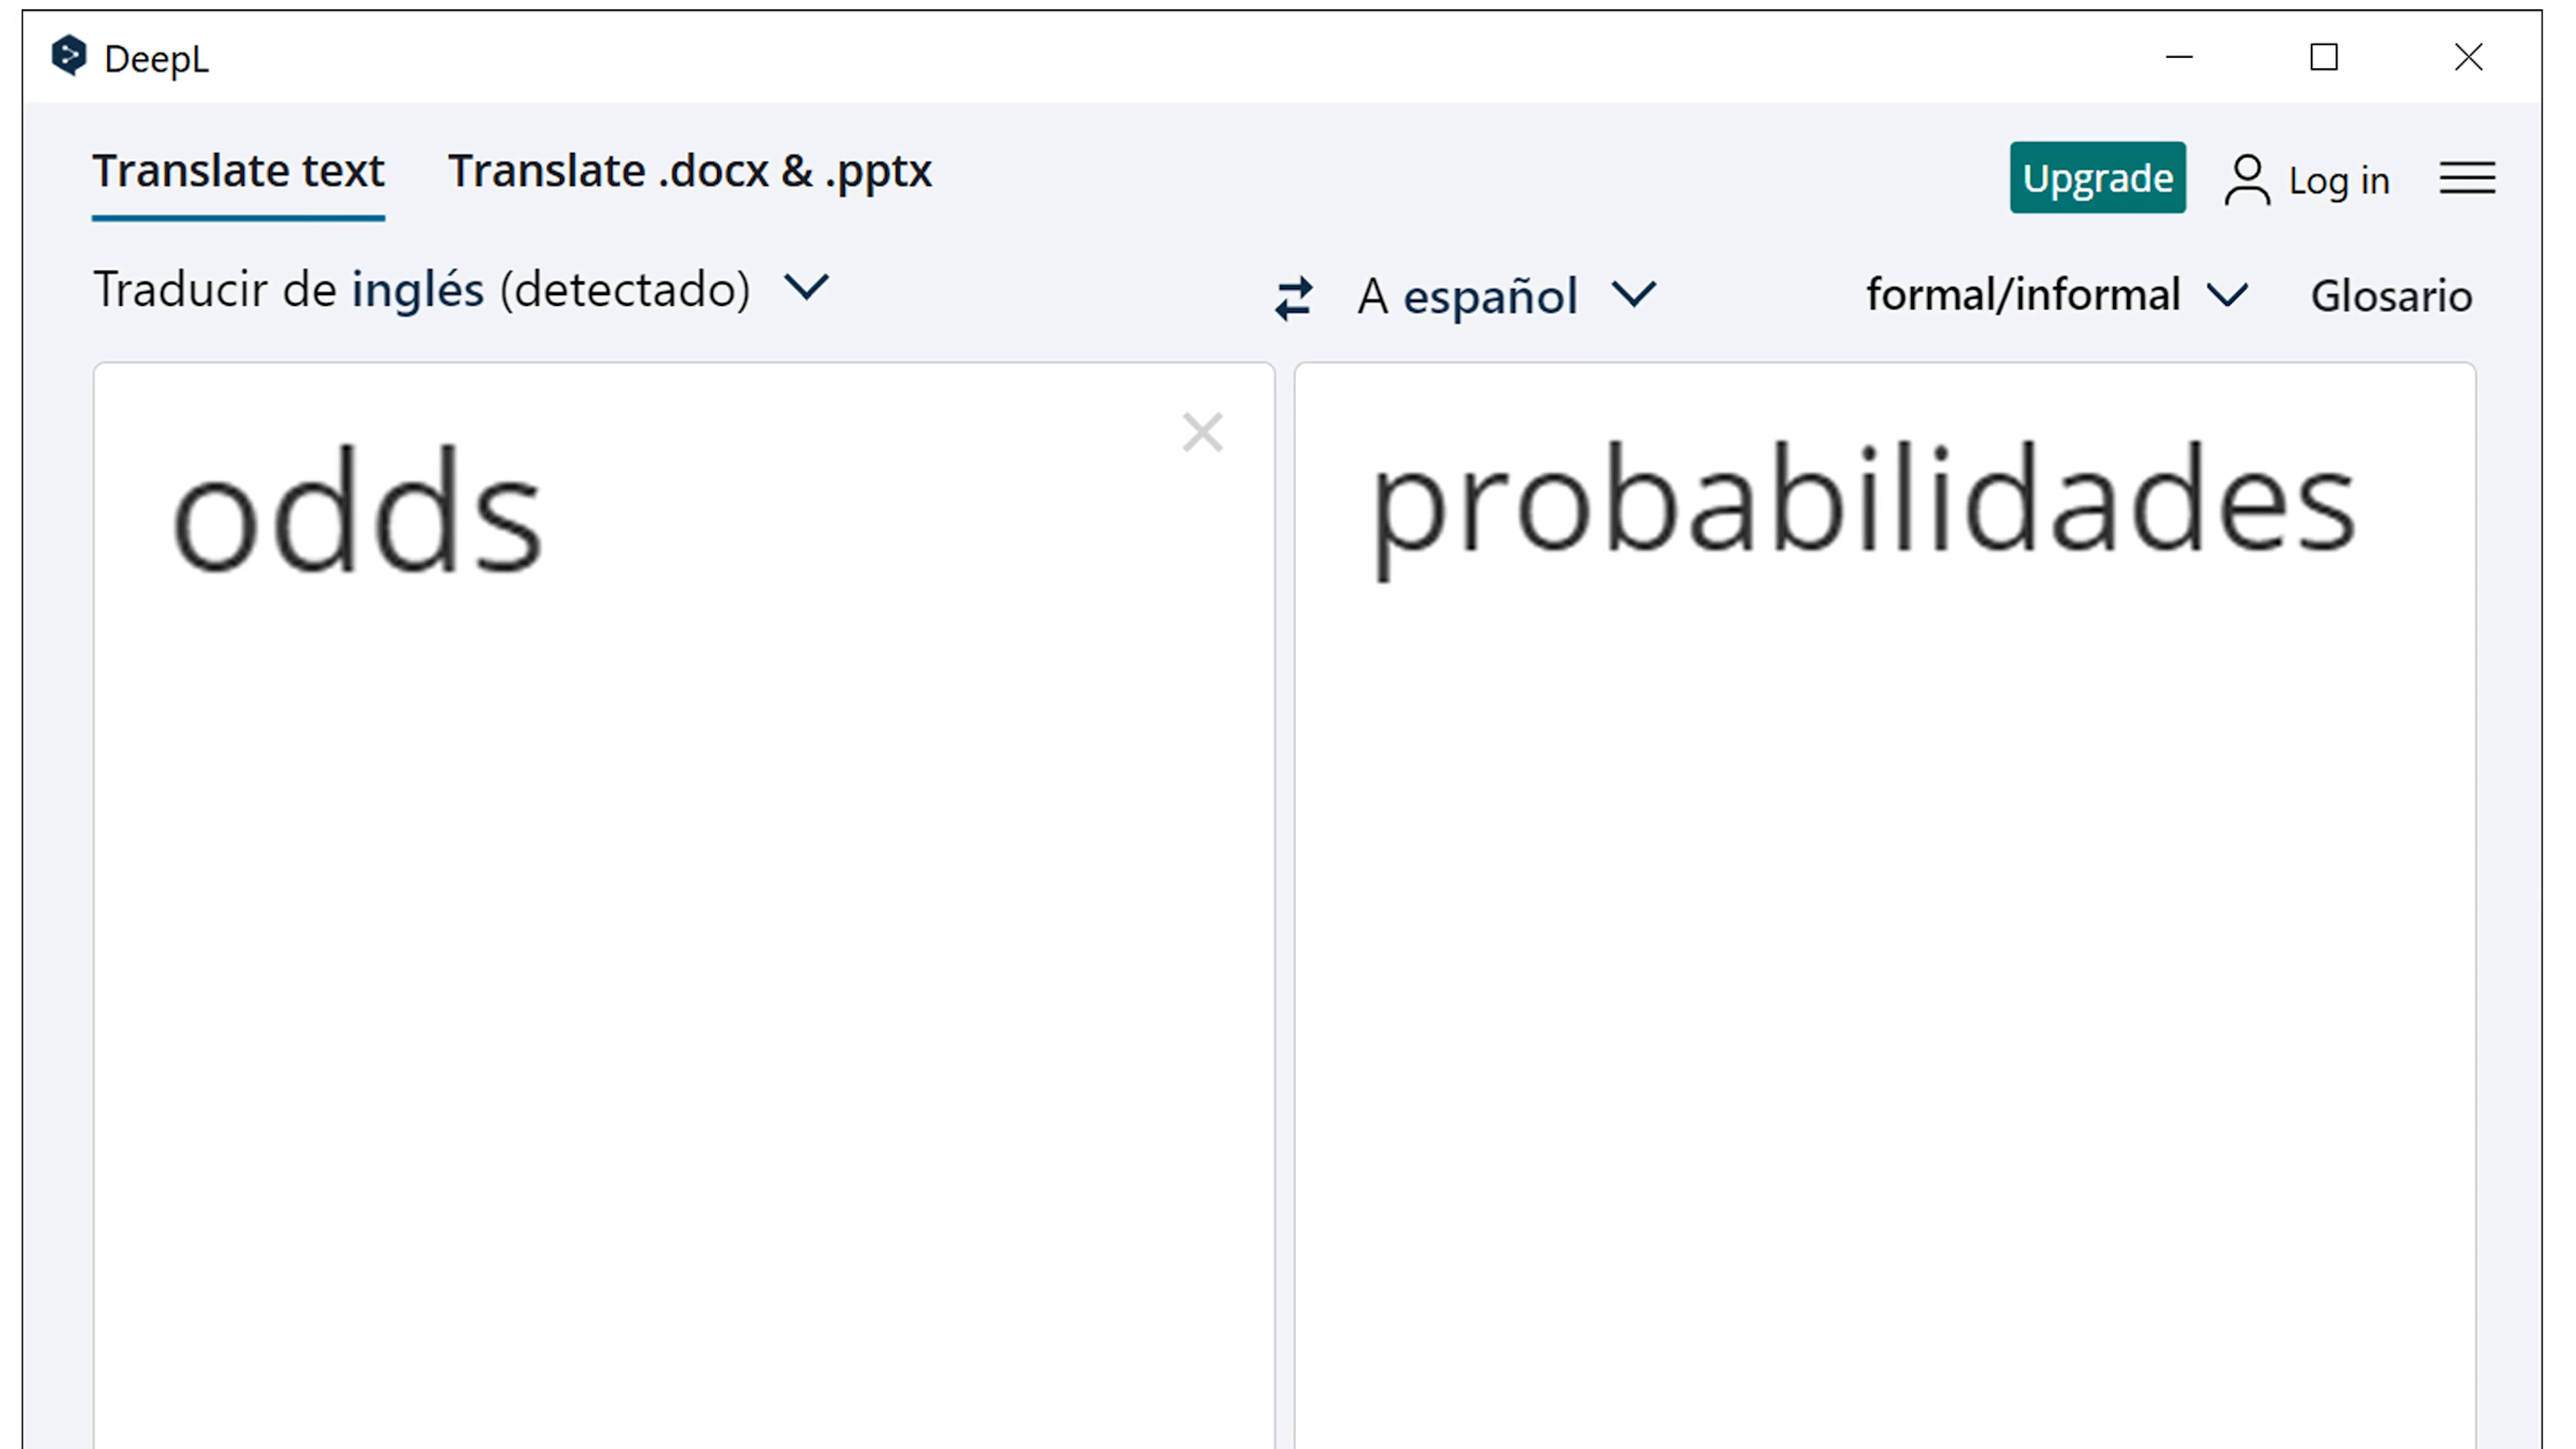 DeepL
Translate text Translate .docx & .pptx Upgrade Log in
Traducir de inglés (detectado) A español formal/informal Glosario
odds probabilidades